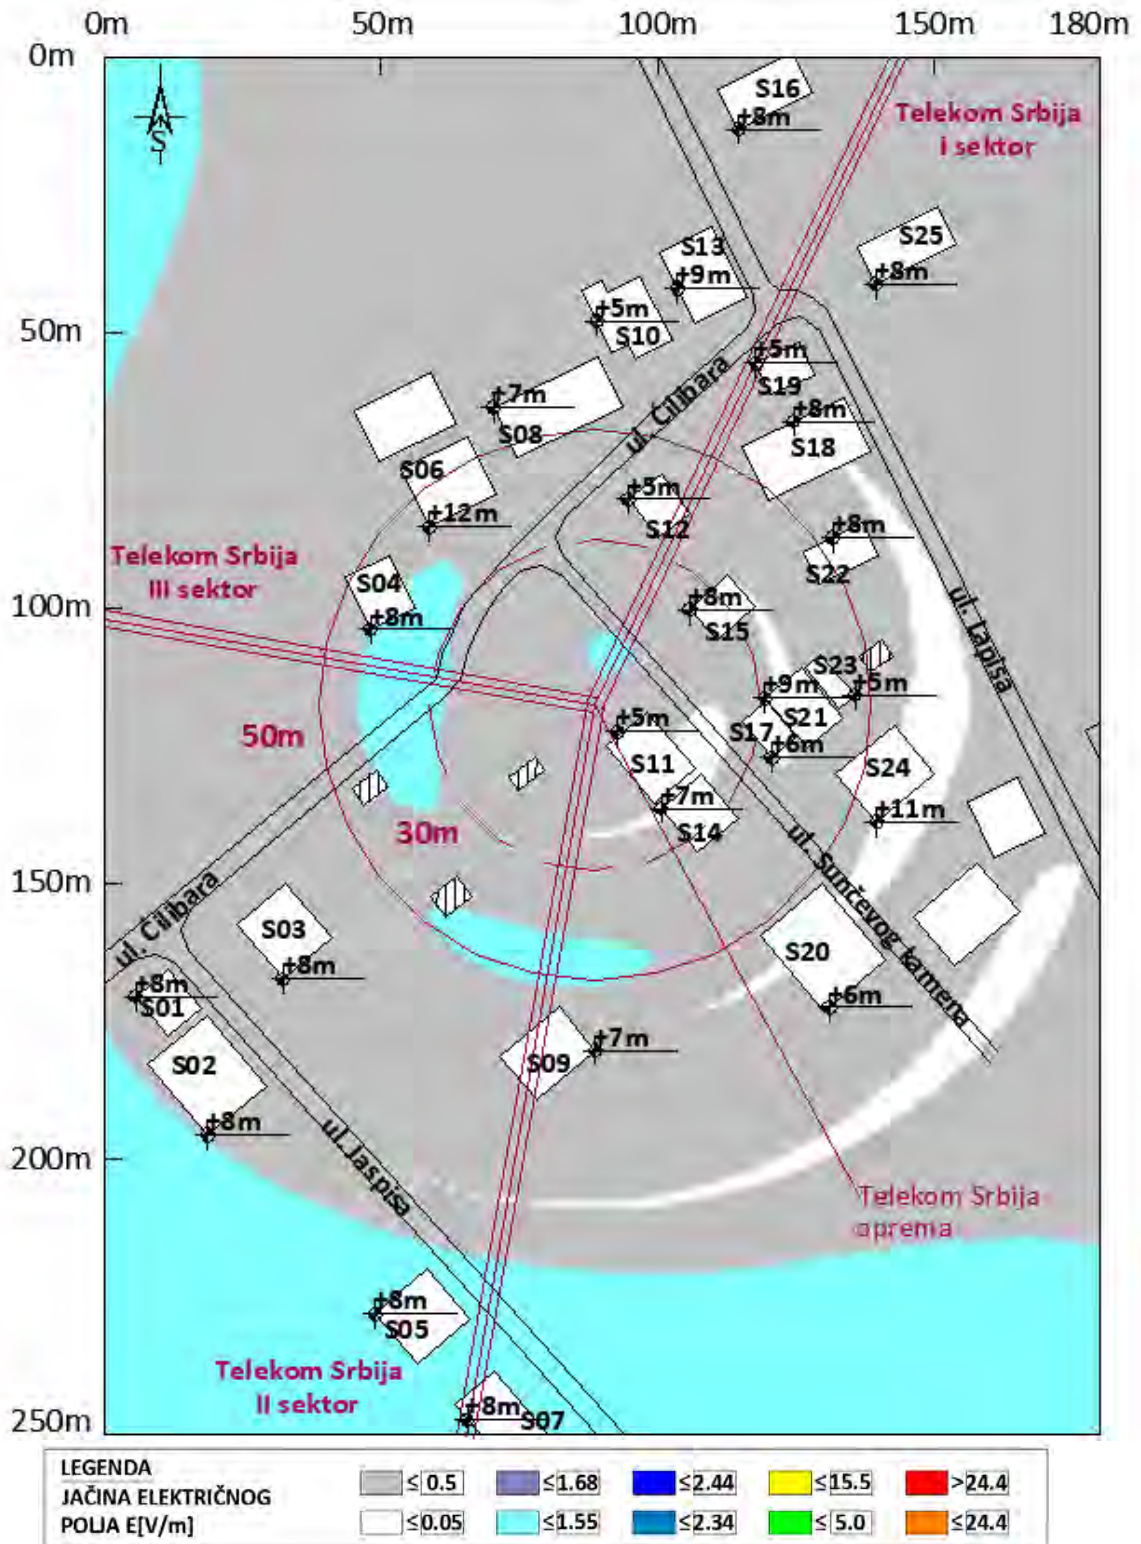 0m 50m 100m 150m 180m
0m
S
S16
+8m
Telekom Srbija
i sektor
S13
+9m
S25
+8m
+5m
S10
50m
+5m
S19
ul. Ćilibara
+7m
S08
+8m
S18
S06
+12m
+5m
S12
+8m
S22
Telekom Srbija
III sektor
S04
+8m
100m
+8m
S15
ul. Lapisa
S23
+9m
+5m
S21
S17
+6m
50m
+5m
S11
S24
+11m
+7m
S14
30m
ul. Sunčevog kamena
150m
ul. Ćilibara
S03
+8m
S20
+6m
+8m
S01
S02
+8m
+7m
S09
ul. Jaspisa
200m
Telekom Srbija
oprema
+8m
S05
Telekom Srbija
II sektor
+8m
S07
250m
LEGENDA
JAČINA ELEKTRIČNOG
POLJA E[V/m]
≤ 0.5 ≤1.68 ≤2.44 ≤15.5 >24.4
≤0.05 ≤1.55 ≤2.34 ≤ 5.0 ≤24.4